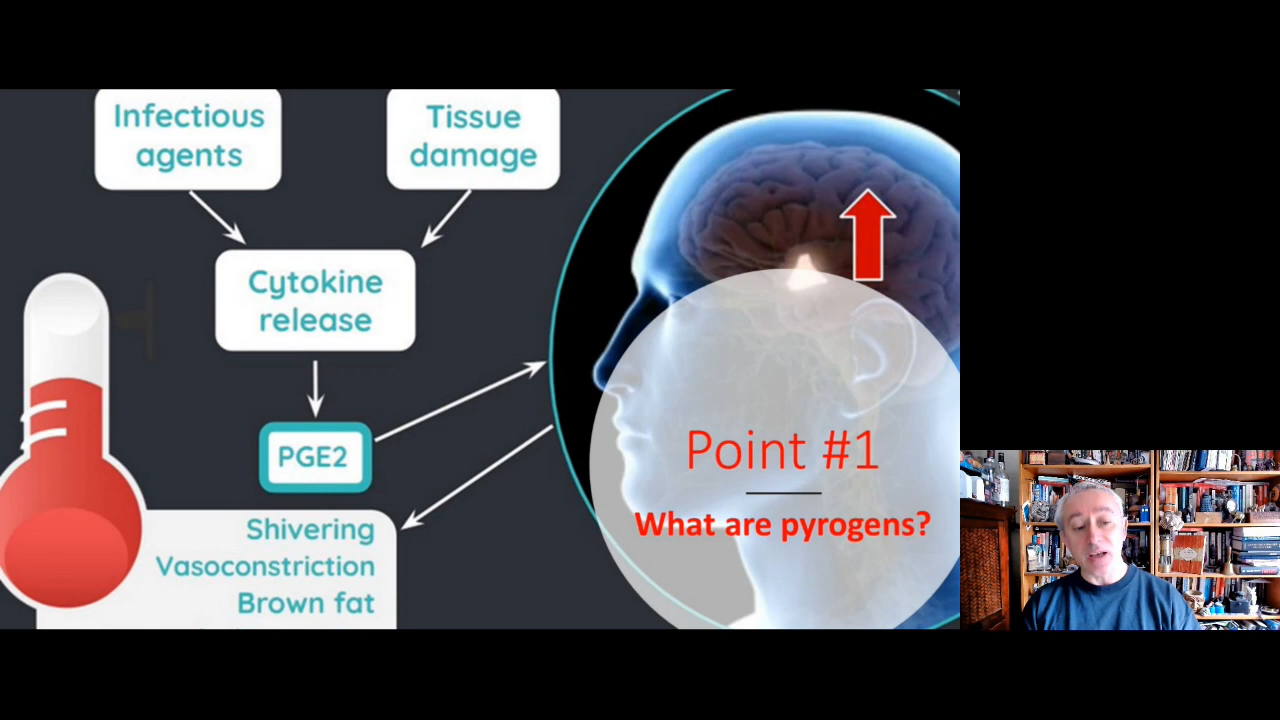 Infectious
agents
Tissue
damage
Cytokine
release
PGE2
Shivering
Vasoconstriction
Brown fat
Point #1
What are pyrogens?